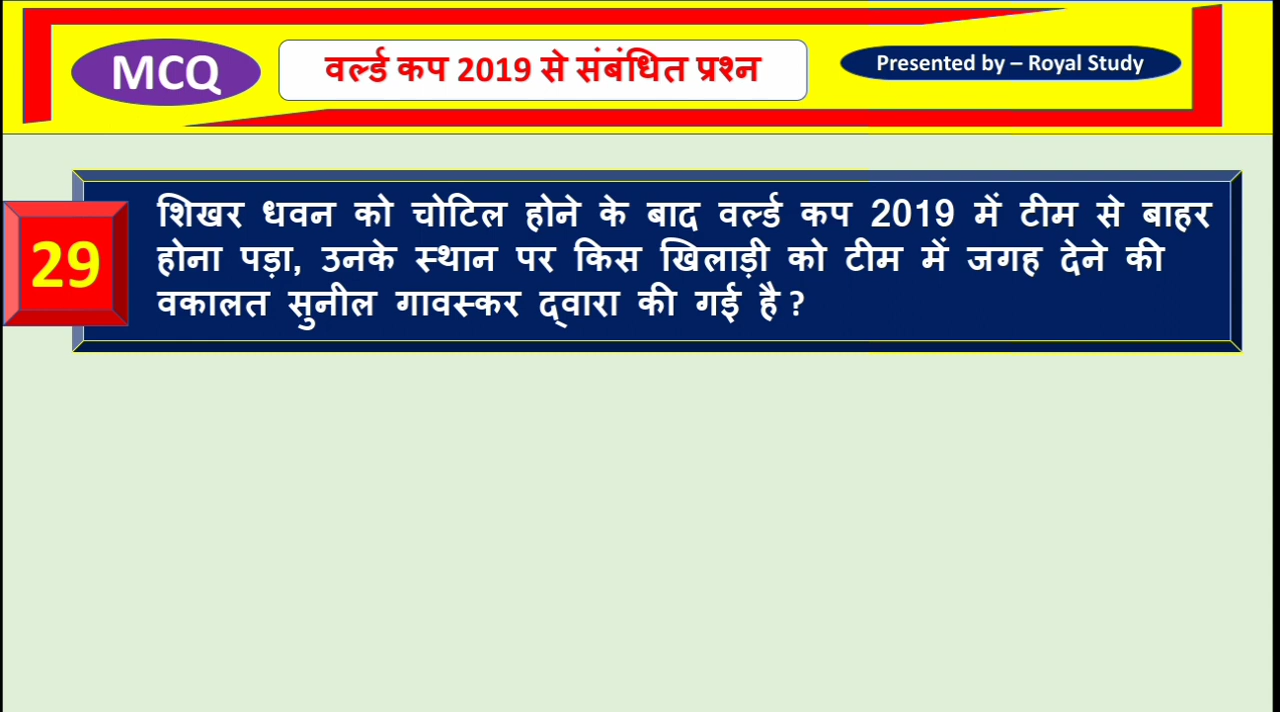 MCQ
वर्ल्ड कप 2019 से संबंधित प्रश्न
Presented by – Royal Study
29
शिखर धवन को चोटिल होने के बाद वर्ल्ड कप 2019 में टीम से बाहर
होना पड़ा, उनके स्थान पर किस खिलाड़ी को टीम में जगह देने की
वकालत सुनील गावस्कर द्वारा की गई है ?